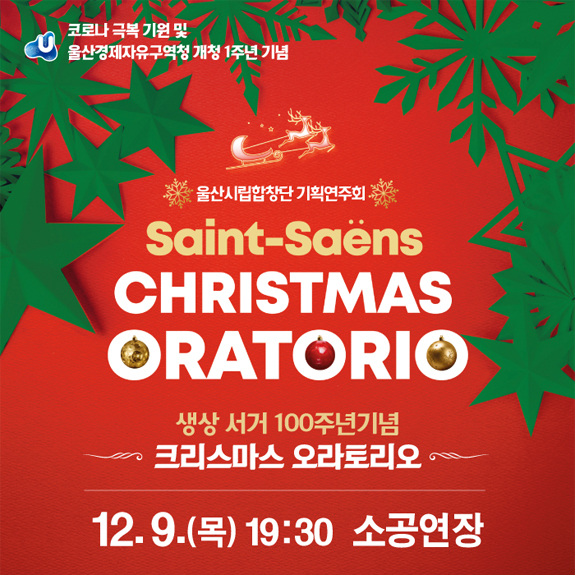 U
코로나 극복 기원 및
울산경제자유구역청 개청 1주년 기념
울산시립합창단 기획연주회
Saint-Saëns
CHRISTMAS
ORATORIO
생상 서거 100주년기념
크리스마스 오라토리오
12. 9.(목) 19:30 소공연장